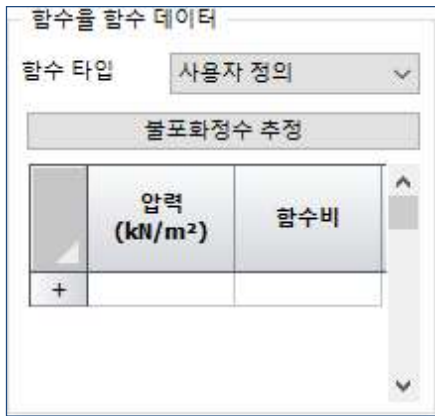 함수율 함수 데이터
함수 타입 사용자 정의
불포화정수 추정
압력
(kN/m²) 함수비
+